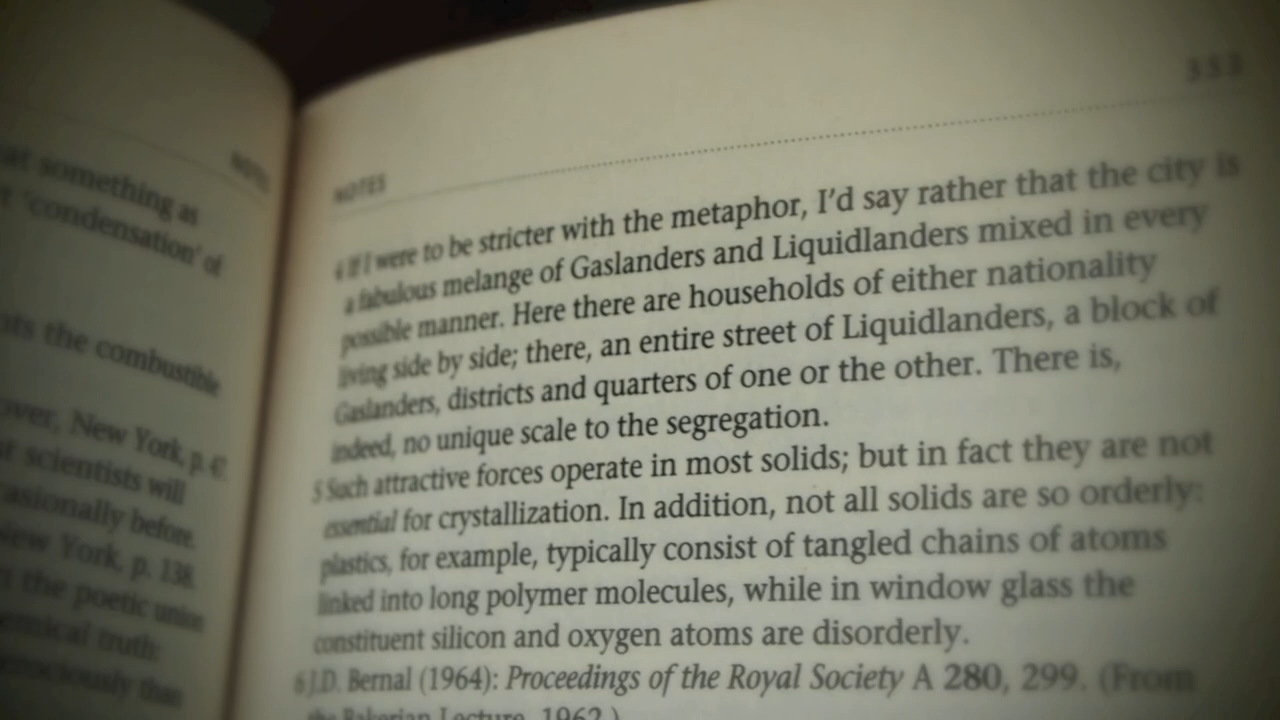 NOTES
at something as
'condensation' of
the combustible
over, New York, p. 47.
scientists will
before.
New York, p. 138.
the poetic union
truth:
that
NOTES
353
4 If I were to be stricter with the metaphor, I'd say rather that the city is
a fabulous melange of Gaslanders and Liquidlanders mixed in every
possible manner. Here there are households of either nationality
living side by side; there, an entire street of Liquidlanders, a block of
Gaslanders, districts and quarters of one or the other. There is,
indeed, no unique scale to the segregation.
5 Such attractive forces operate in most solids; but in fact they are not
essential for crystallization. In addition, not all solids are so orderly:
plastics, for example, typically consist of tangled chains of atoms
linked into long polymer molecules, while in window glass the
constituent silicon and oxygen atoms are disorderly.
6 J.D. Bernal (1964): Proceedings of the Royal Society A 280, 299. (From
the Bakerian Lecture, 1962.)